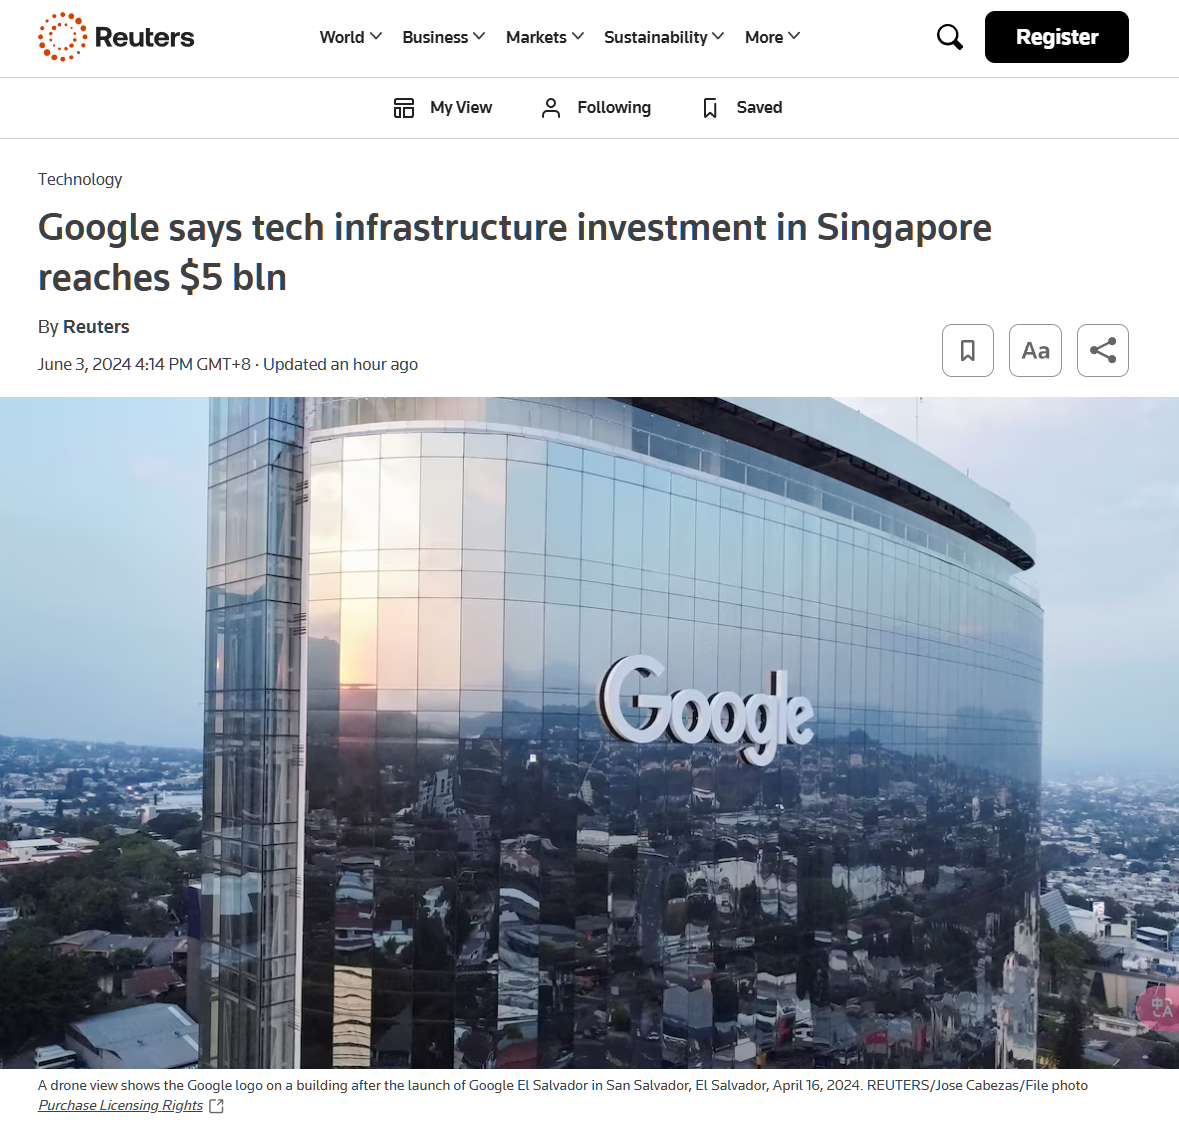 Reuters
World Business Markets Sustainability More
Register
My View Following Saved
Technology
Google says tech infrastructure investment in Singapore
reaches $5 bln
By Reuters
June 3, 2024 4:14 PM GMT+8 · Updated an hour ago
Aa
Google
中
A
A drone view shows the Google logo on a building after the launch of Google El Salvador in San Salvador, El Salvador, April 16, 2024. REUTERS/Jose Cabezas/File photo
Purchase Licensing Rights